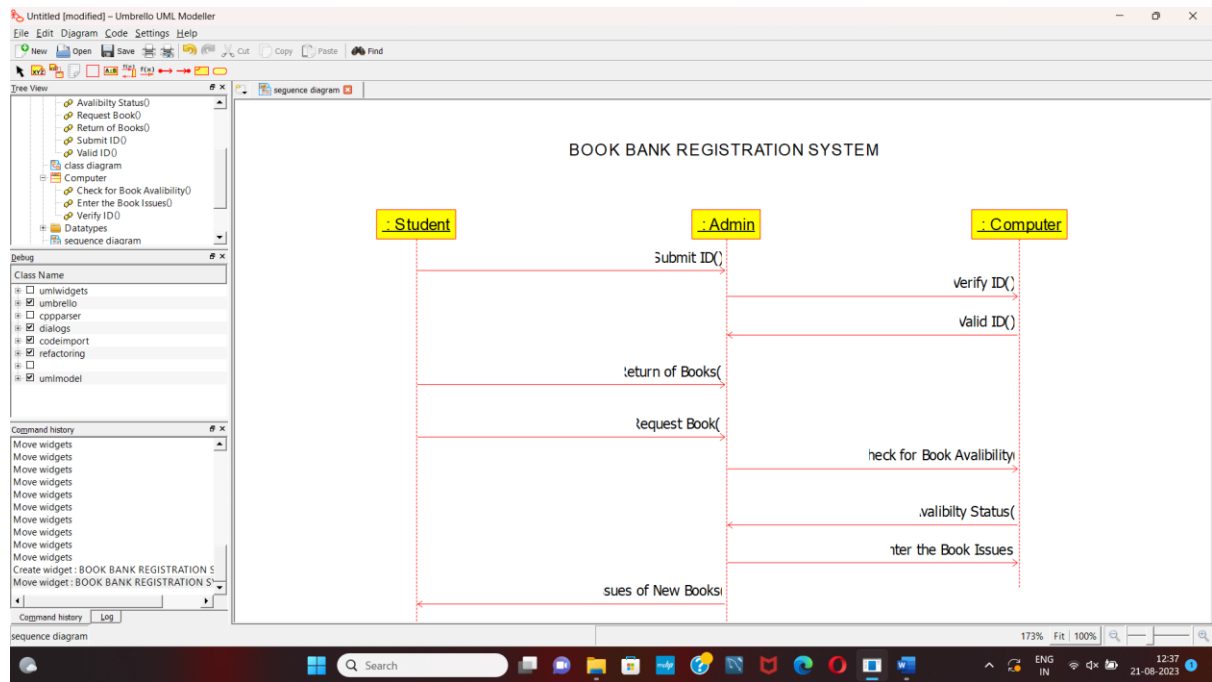 Untitled [modified] – Umbrello UML Modeller
File Edit Diagram Code Settings Help
New Open Save Cut Copy Paste Find
Tree View
sequence diagram
Avalibilty Status()
Request Book()
Return of Books()
Submit ID()
Valid ID()
class diagram
Computer
Check for Book Avalibility()
Enter the Book Issues()
Verify ID()
Datatypes
sequence diagram
Debug
Class Name
umlwidgets
umbrello
cppparser
dialogs
codeimport
refactoring
umlmodel
Command history
Move widgets
Move widgets
Move widgets
Move widgets
Move widgets
Move widgets
Move widgets
Move widgets
Move widgets
Move widgets
Create widget : BOOK BANK REGISTRATION S
Move widget : BOOK BANK REGISTRATION S
Command history Log
BOOK BANK REGISTRATION SYSTEM
: Student : Admin : Computer
Submit ID()
Verify ID()
Valid ID()
Return of Books(
Request Book(
heck for Book Avalibility
valibilty Status(
nter the Book Issues
sues of New Books
sequence diagram
173% Fit 100%
Search
ENG
IN
12:37
21-08-2023
1